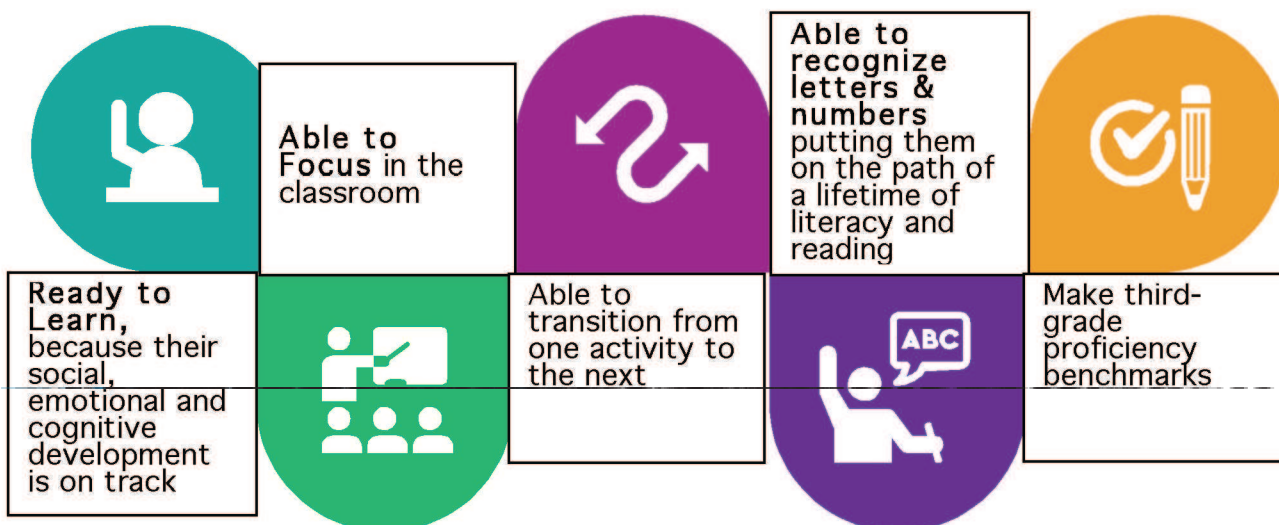 Ready to
Learn,
because their
social,
emotional and
cognitive
development
is on track
Able to
Focus in the
classroom
Able to
transition from
one activity to
the next
Able to
recognize
letters &
numbers
putting them
on the path of
a lifetime of
literacy and
reading
ABC
Make third-
grade
proficiency
benchmarks